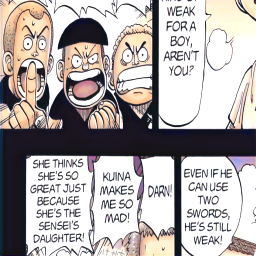 WEAK
FOR A
BOY,
AREN'T
YOU?
EVEN IF HE
CAN USE
TWO
SWORDS,
HE'S STILL
WEAK!
DARN!
KUINA
MAKES
ME SO
MAD!
SHE THINKS
SHE'S SO
GREAT JUST
BECAUSE
SHE'S THE
SENSEI'S
DAUGHTER!